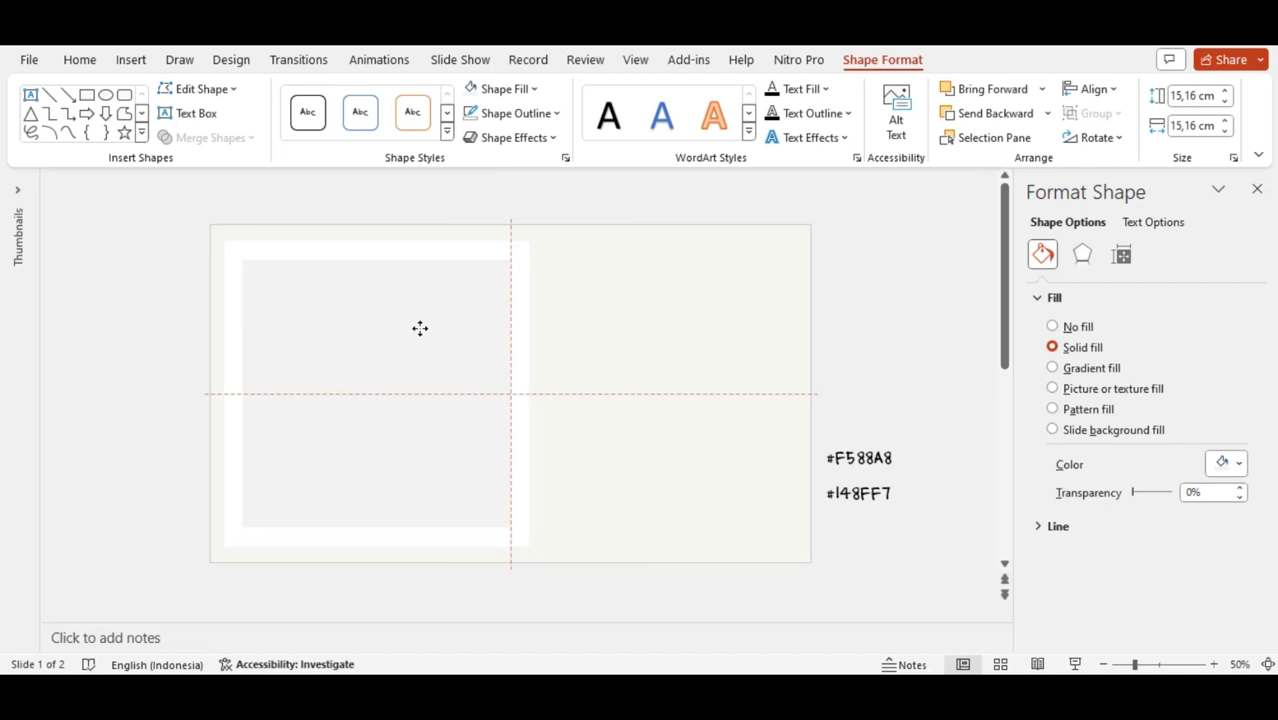 File Home Insert Draw Design Transitions Animations Slide Show Record Review View Add-ins Help Nitro Pro Shape Format Share
Edit Shape
Text Box
Merge Shapes
Insert Shapes
Abc Abc Abc
Shape Fill
Shape Outline
Shape Effects
Shape Styles
A A A
Text Fill
Text Outline
Text Effects
WordArt Styles
Alt
Text
Accessibility
Bring Forward
Send Backward
Selection Pane
Align
Group
Rotate
Arrange
15,16 cm
15,16 cm
Size
Thumbnails
#F588A8
#148FF7
Format Shape
Shape Options Text Options
Fill
No fill
Solid fill
Gradient fill
Picture or texture fill
Pattern fill
Slide background fill
Color
Transparency 0%
Line
Click to add notes
Slide 1 of 2 English (Indonesia) Accessibility: Investigate Notes 50%